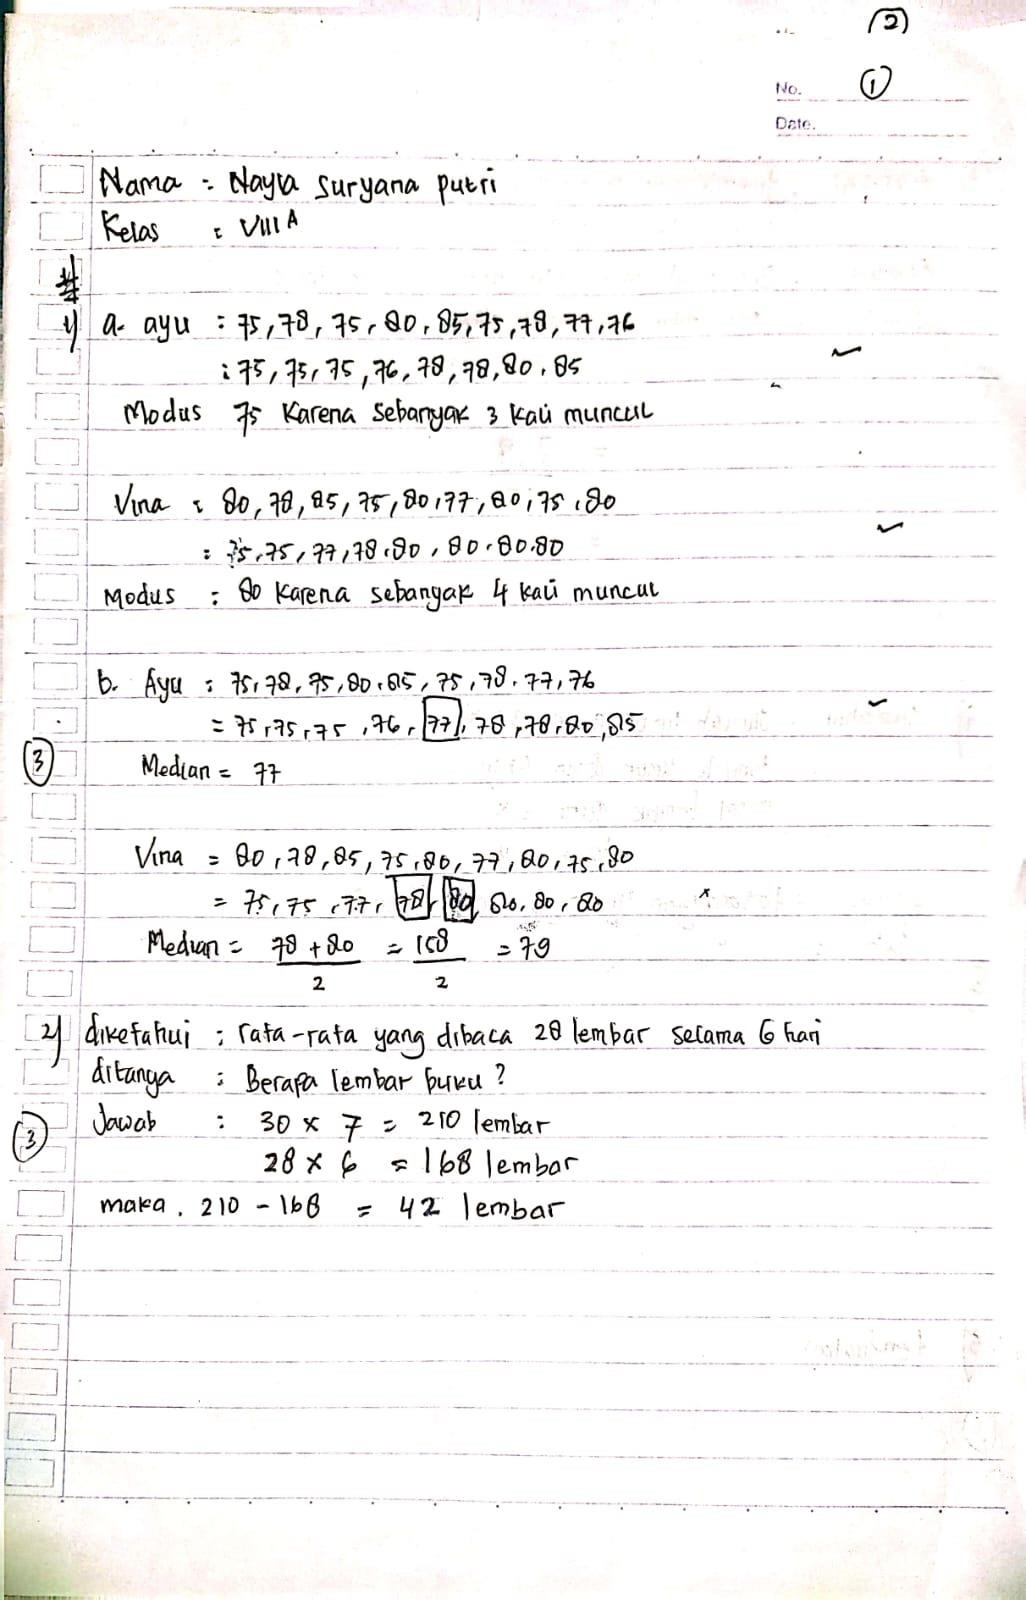 2
No. 1
Date.
Nama : Nayla Suryana putri
Kelas : VIII A
1) a. ayu : 75, 78, 75, 80, 85, 75, 78, 77, 76
: 75, 75, 75, 76, 78, 78, 80, 85
Modus 75 Karena sebanyak 3 kali muncul
Vina : 80, 78, 85, 75, 80, 77, 80, 75, 80
: 75, 75, 77, 78, 80, 80, 80, 80
Modus : 80 Karena sebanyak 4 kali muncul
b. Ayu : 75, 78, 75, 80, 85, 75, 78, 77, 76
= 75, 75, 75, 76, 77, 78, 78, 80, 85
3 Median = 77
Vina = 80, 78, 85, 75, 80, 77, 80, 75, 80
= 75, 75, 77, 78, 80, 80, 80, 80
Median = 78 + 80 = 158 = 79
2 2
2) diketahui : rata-rata yang dibaca 28 lembar selama 6 hari
ditanya : Berapa lembar buku ?
3 Jawab : 30 x 7 = 210 lembar
28 x 6 = 168 lembar
maka. 210 - 168 = 42 lembar